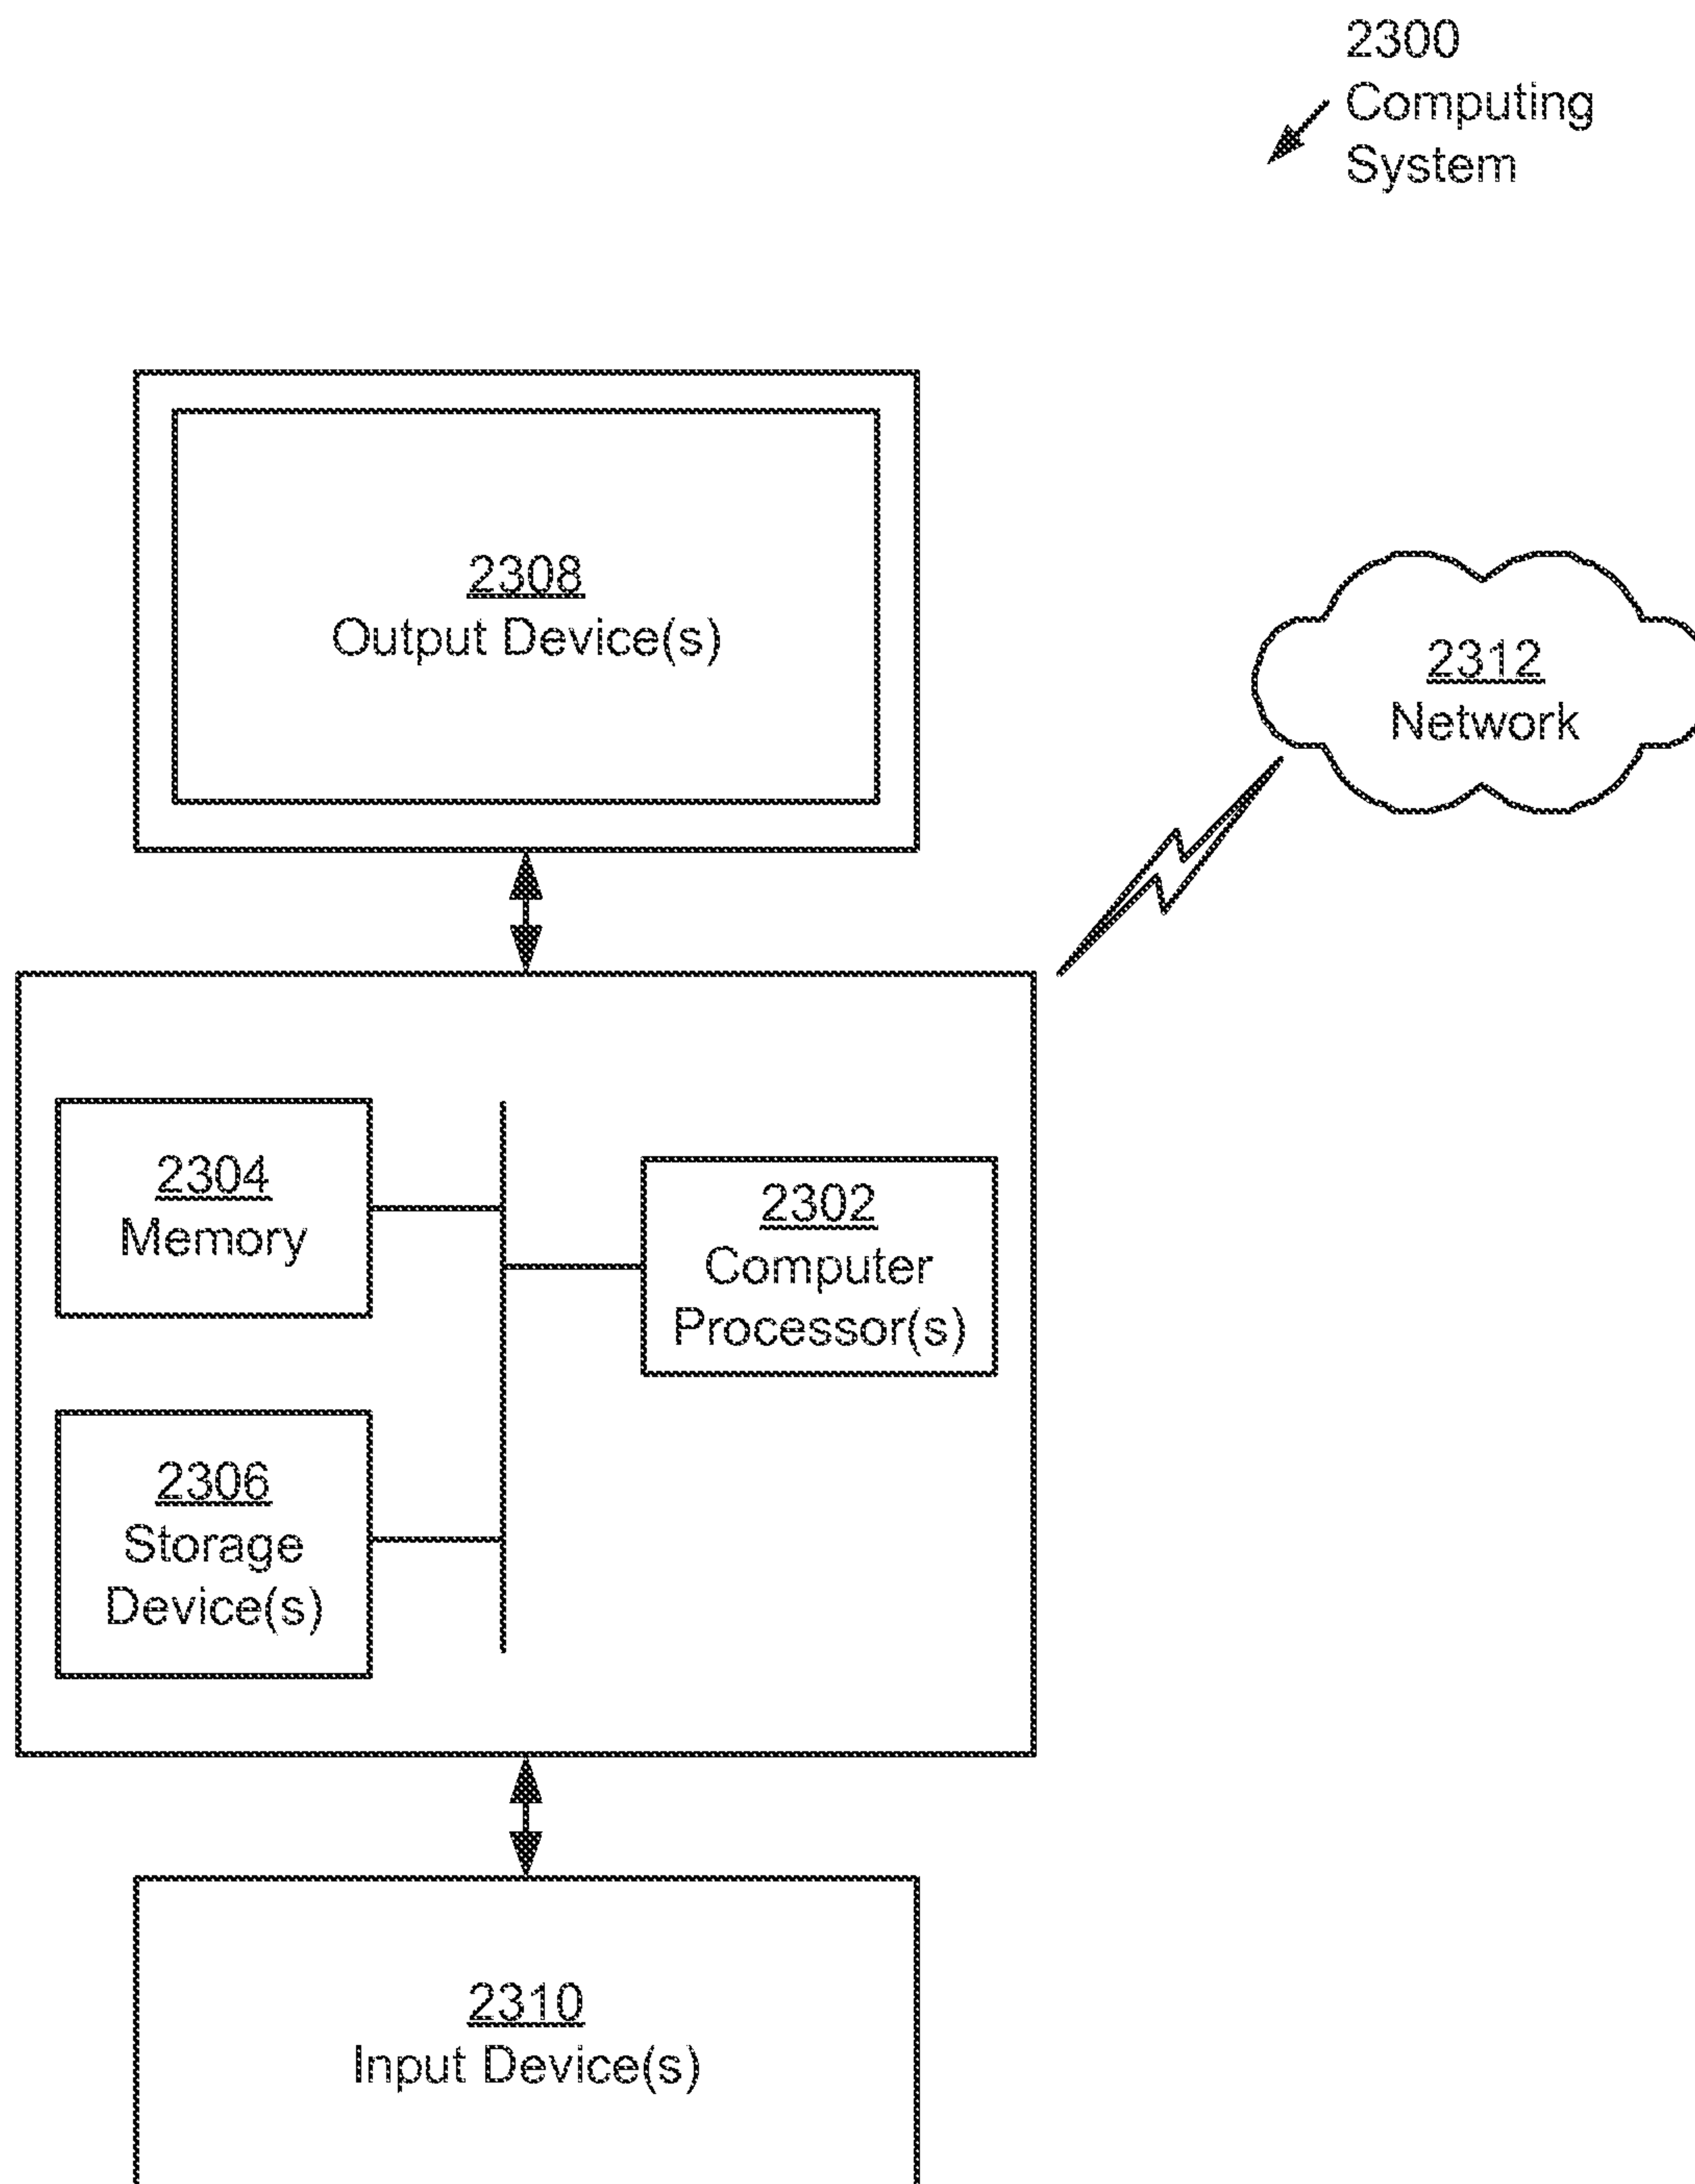 2300
Computing
System
2308
Output Device(s)
2312
Network
2304
Memory
2302
Computer
Processor(s)
2306
Storage
Device(s)
2310
Input Device(s)